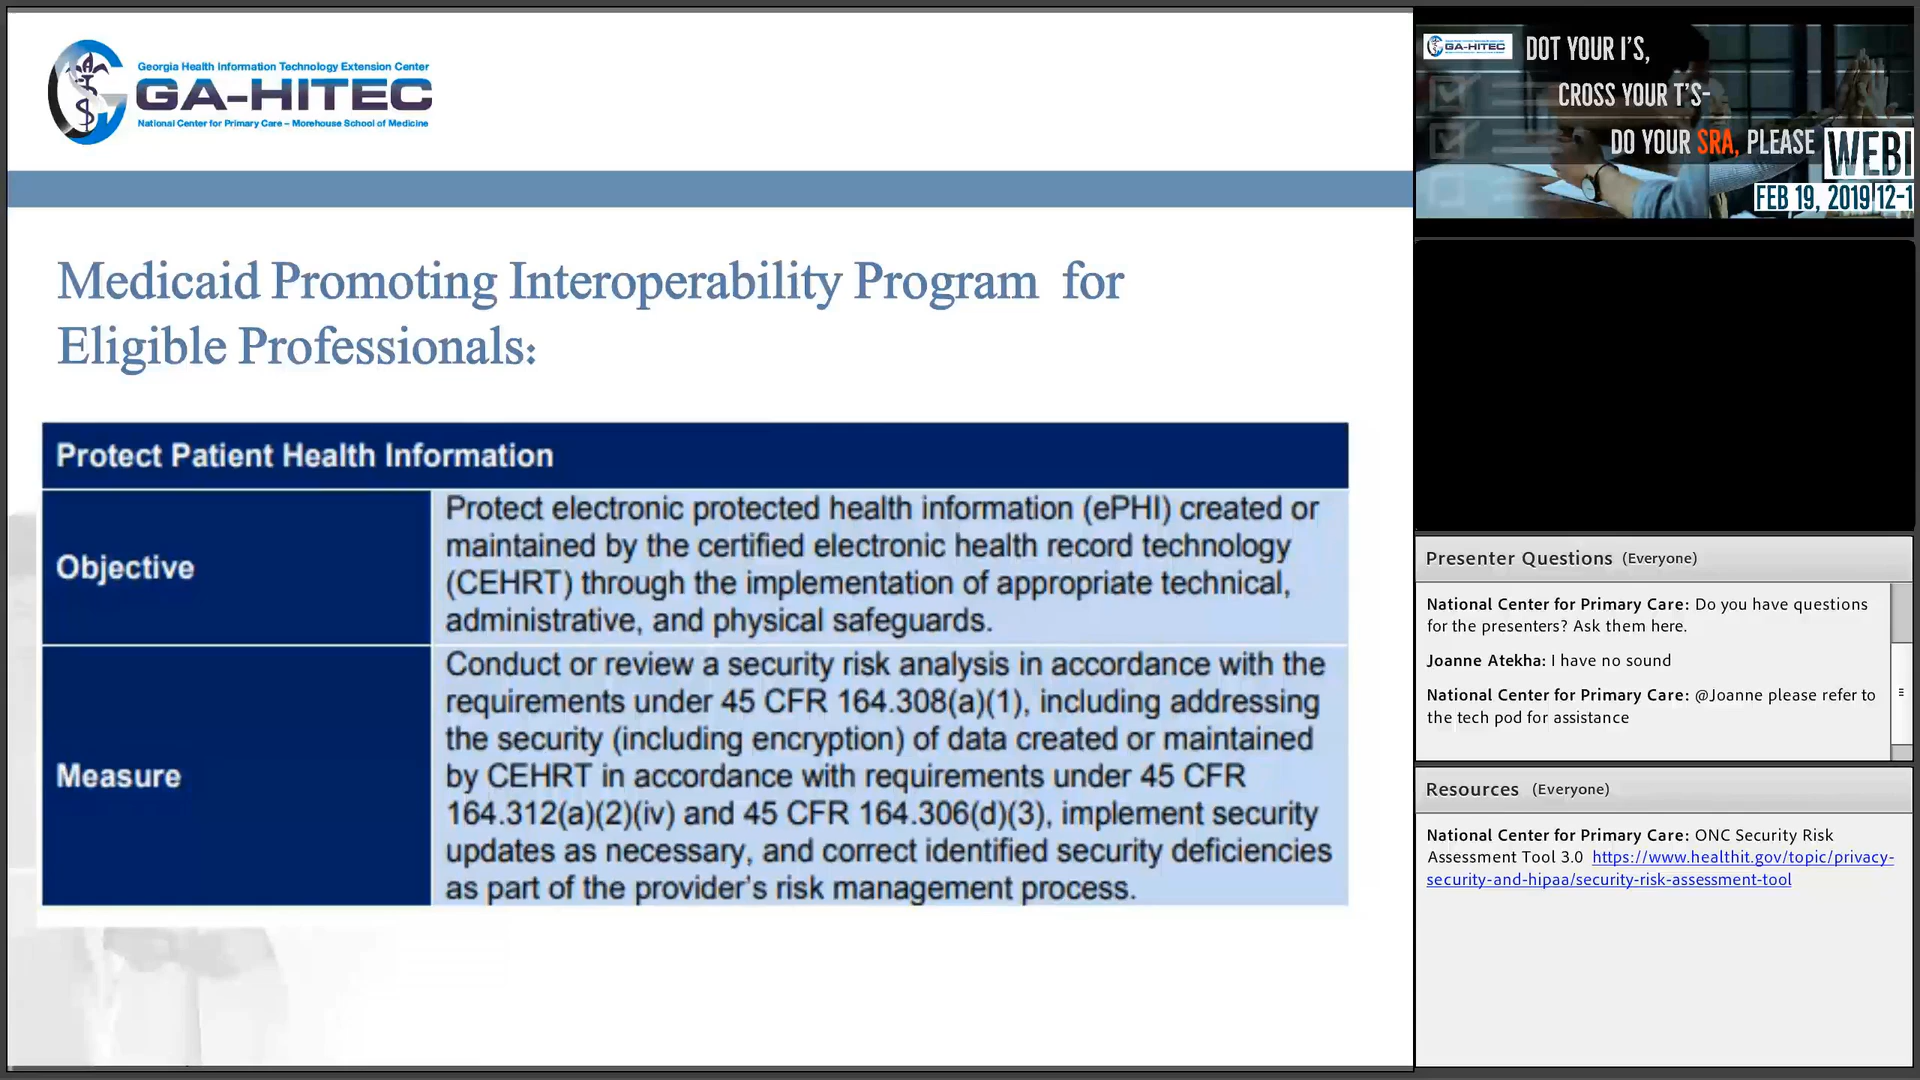 Georgia Health Information Technology Extension Center
GA-HITEC
National Center for Primary Care – Morehouse School of Medicine
Medicaid Promoting Interoperability Program for
Eligible Professionals:
Protect Patient Health Information
Objective
Protect electronic protected health information (ePHI) created or
maintained by the certified electronic health record technology
(CEHRT) through the implementation of appropriate technical,
administrative, and physical safeguards.
Measure
Conduct or review a security risk analysis in accordance with the
requirements under 45 CFR 164.308(a)(1), including addressing
the security (including encryption) of data created or maintained
by CEHRT in accordance with requirements under 45 CFR
164.312(a)(2)(iv) and 45 CFR 164.306(d)(3), implement security
updates as necessary, and correct identified security deficiencies
as part of the provider's risk management process.
GA-HITEC
DOT YOUR I'S,
CROSS YOUR T'S-
DO YOUR SRA, PLEASE
WEBI
FEB 19, 2019 12-1
Presenter Questions (Everyone)
National Center for Primary Care: Do you have questions
for the presenters? Ask them here.
Joanne Atekha: I have no sound
National Center for Primary Care: @Joanne please refer to
the tech pod for assistance
Resources (Everyone)
National Center for Primary Care: ONC Security Risk
Assessment Tool 3.0 https://www.healthit.gov/topic/privacy-
security-and-hipaa/security-risk-assessment-tool